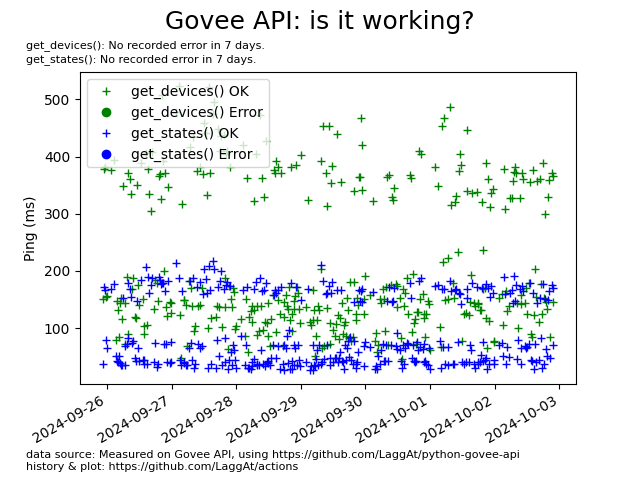 Govee API: is it working?
get_devices(): No recorded error in 7 days.
get_states(): No recorded error in 7 days.
get_devices() OK
get_devices() Error
get_states() OK
get_states() Error
Ping (ms)
500
400
300
200
100
2024-09-26
2024-09-27
2024-09-28
2024-09-29
2024-09-30
2024-10-01
2024-10-02
2024-10-03
data source: Measured on Govee API, using https://github.com/LaggAt/python-govee-api
history & plot: https://github.com/LaggAt/actions